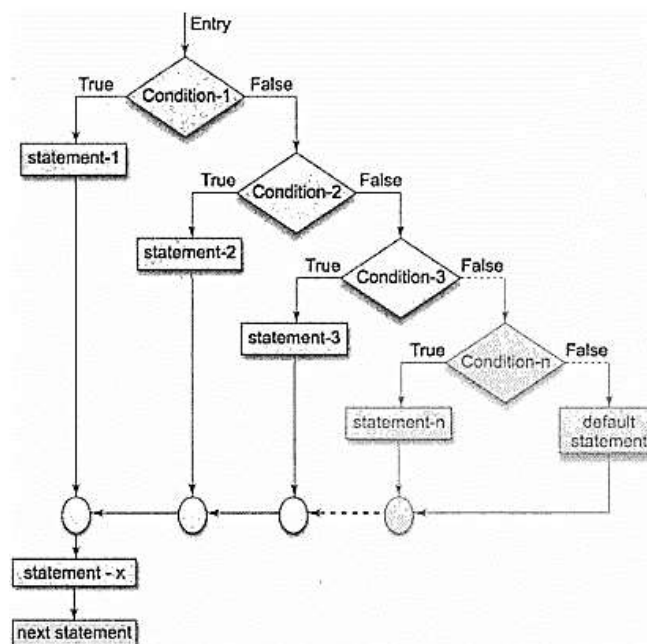 Entry
True
Condition-1
False
statement-1
True
Condition-2
False
statement-2
True
Condition-3
False
statement-3
True
Condition-n
False
statement-n
default
statement
statement - x
next statement